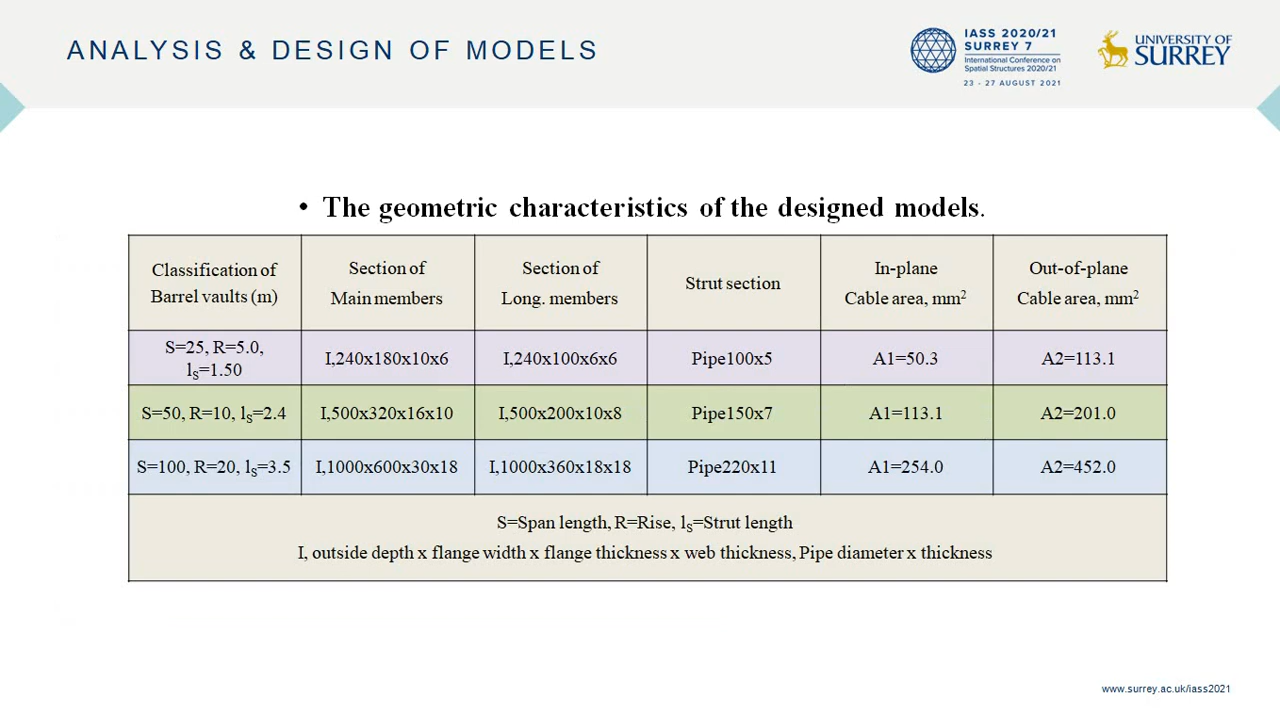 ANALYSIS & DESIGN OF MODELS
IASS 2020/21
SURREY 7
International Conference on
Spatial Structures 2020/21
23 - 27 AUGUST 2021
UNIVERSITY OF
SURREY
• The geometric characteristics of the designed models.
Classification of
Barrel vaults (m)
Section of
Main members
Section of
Long. members
Strut section
In-plane
Cable area, mm²
Out-of-plane
Cable area, mm²
S=25, R=5.0,
lS=1.50
I,240x180x10x6
I,240x100x6x6
Pipe100x5
A1=50.3
A2=113.1
S=50, R=10, lS=2.4
I,500x320x16x10
I,500x200x10x8
Pipe150x7
A1=113.1
A2=201.0
S=100, R=20, lS=3.5
I,1000x600x30x18
I,1000x360x18x18
Pipe220x11
A1=254.0
A2=452.0
S=Span length, R=Rise, lS=Strut length
I, outside depth x flange width x flange thickness x web thickness, Pipe diameter x thickness
www.surrey.ac.uk/iass2021